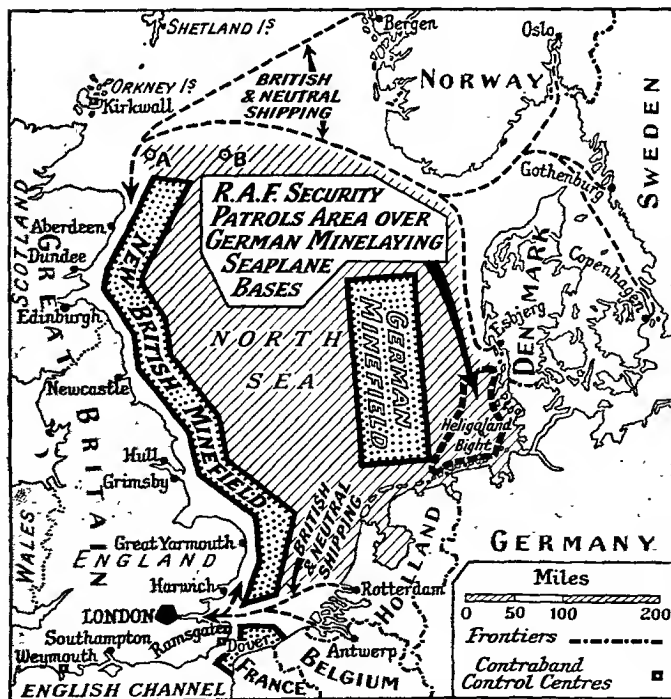 SHETLAND Is
Bergen
Oslo
ORKNEY Is
Kirkwall
BRITISH
& NEUTRAL
SHIPPING
NORWAY
SWEDEN
A
B
Gothenburg
R.A.F. SECURITY
PATROLS AREA OVER
GERMAN MINELAYING
SEAPLANE
BASES
SCOTLAND
Aberdeen
Dundee
Edinburgh
GREAT BRITAIN
NEW BRITISH MINEFIELD
NORTH
SEA
GERMAN
MINEFIELD
DENMARK
Copenhagen
Esbjerg
Heligoland
Bight
Newcastle
Hull
Grimsby
WALES
ENGLAND
Great Yarmouth
Harwich
BRITISH
& NEUTRAL
SHIPPING
HOLLAND
GERMANY
LONDON
Rotterdam
Southampton
Ramsgate
Weymouth
Dover
Antwerp
FRANCE
BELGIUM
ENGLISH CHANNEL
Miles
0 50 100 200
Frontiers
Contraband
Control Centres